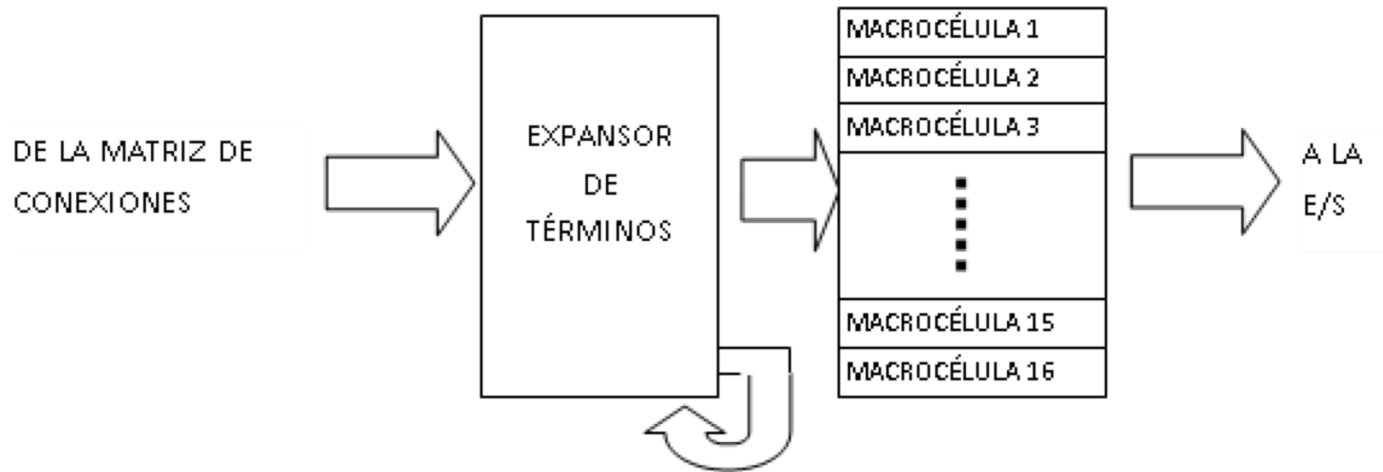 DE LA MATRIZ DE
CONEXIONES
EXPANSOR
DE
TÉRMINOS
MACROCÉLULA 1
MACROCÉLULA 2
MACROCÉLULA 3
MACROCÉLULA 15
MACROCÉLULA 16
A LA
E/S